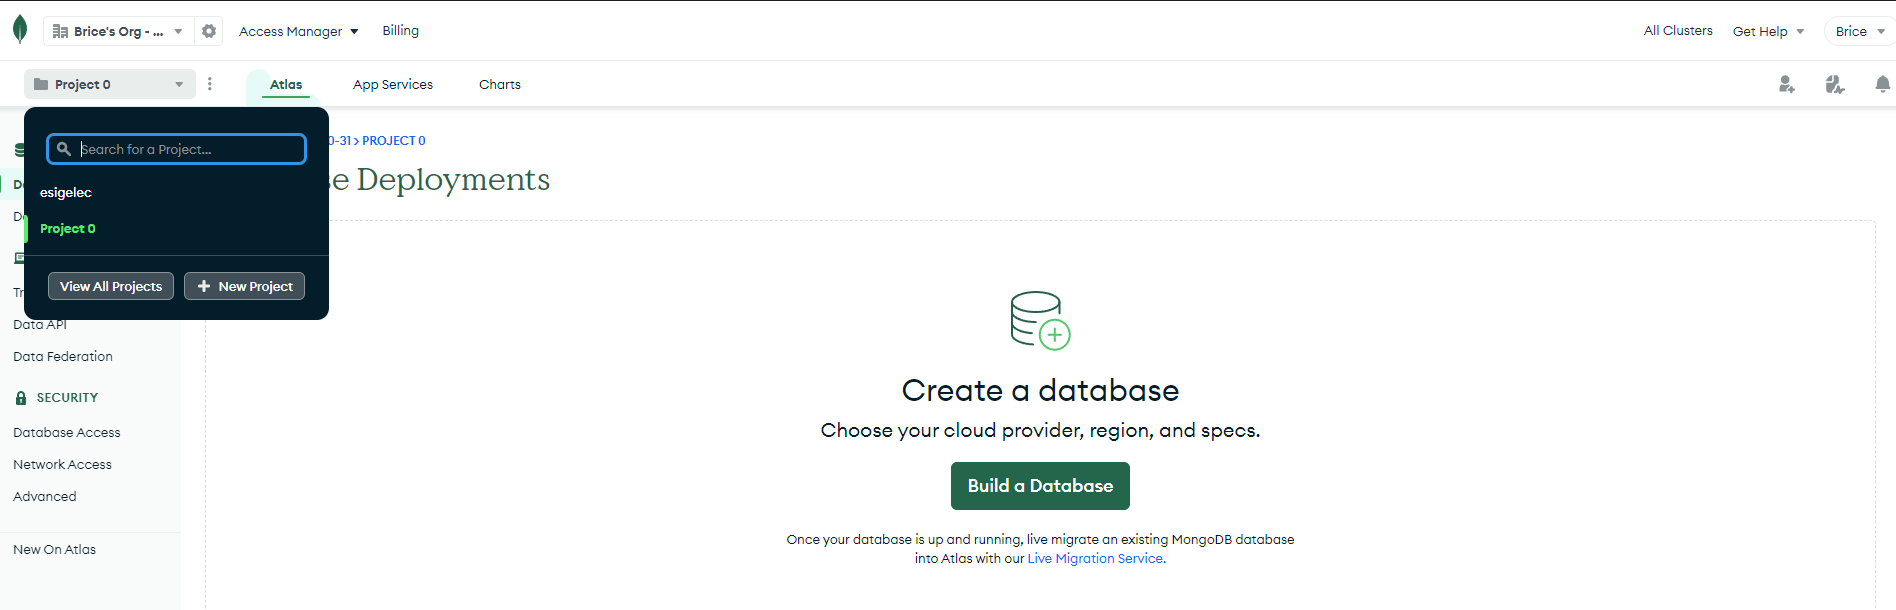 Brice's Org - ...
Access Manager
Billing
All Clusters
Get Help
Brice
Project 0
Atlas
App Services
Charts
Search for a Project...
esigelec
Project 0
View All Projects
New Project
0-31 > PROJECT 0
se Deployments
Data API
Data Federation
SECURITY
Database Access
Network Access
Advanced
New On Atlas
Create a database
Choose your cloud provider, region, and specs.
Build a Database
Once your database is up and running, live migrate an existing MongoDB database
into Atlas with our Live Migration Service.